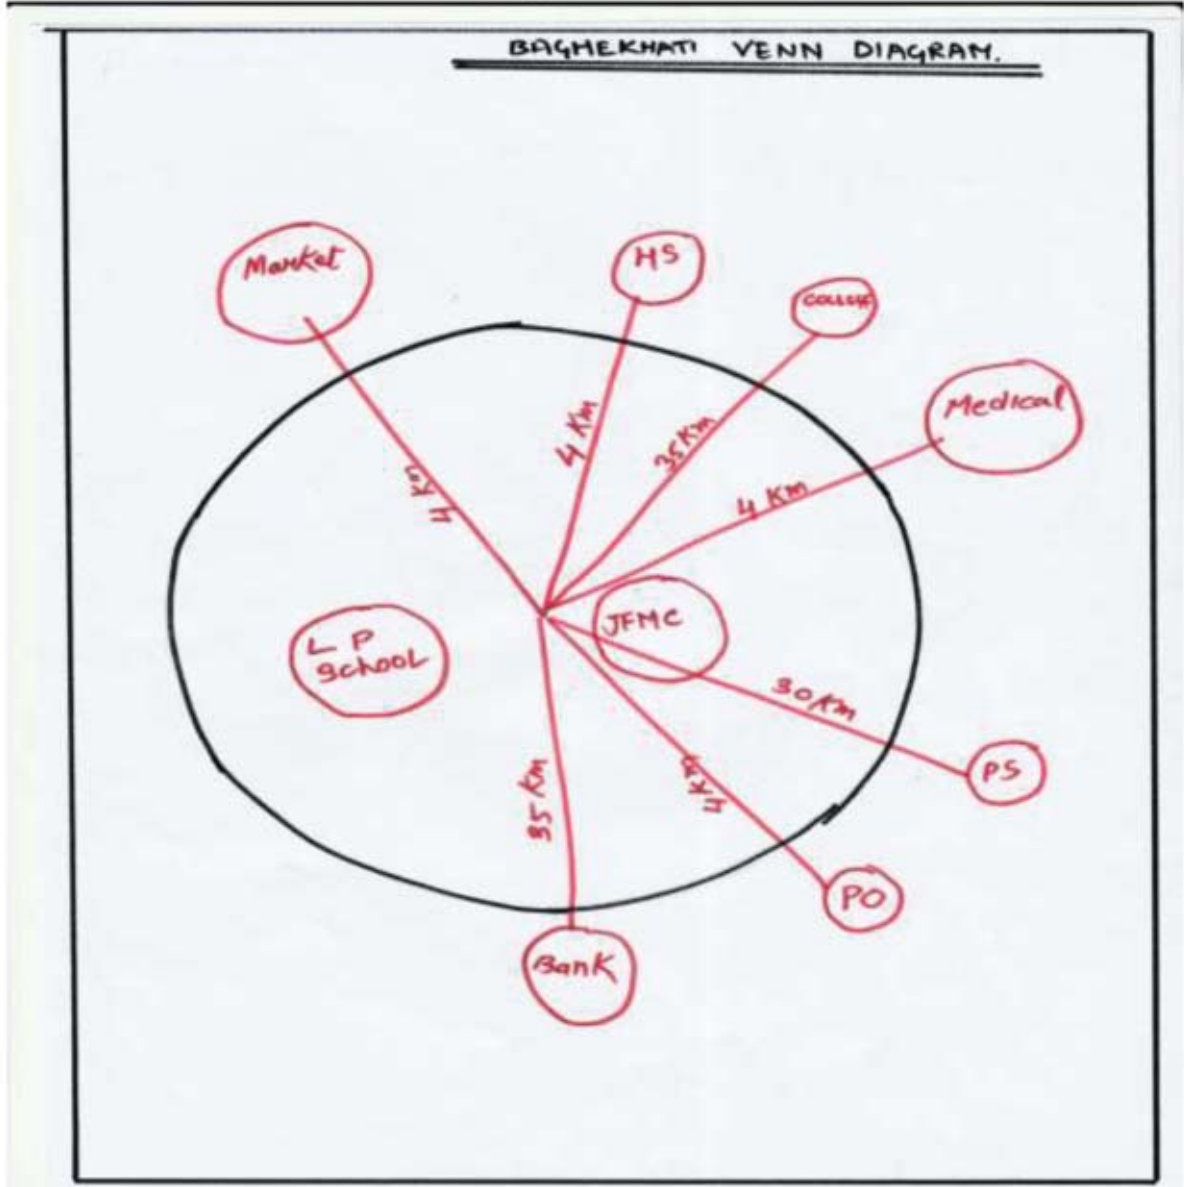 BAGHEKHATI VENN DIAGRAM.
Market
HS
COLLEGE
Medical
4 Km
4 Km
35 Km
4 Km
JFMC
L P
SCHOOL
30 Km
PS
35 Km
4 Km
PO
Bank